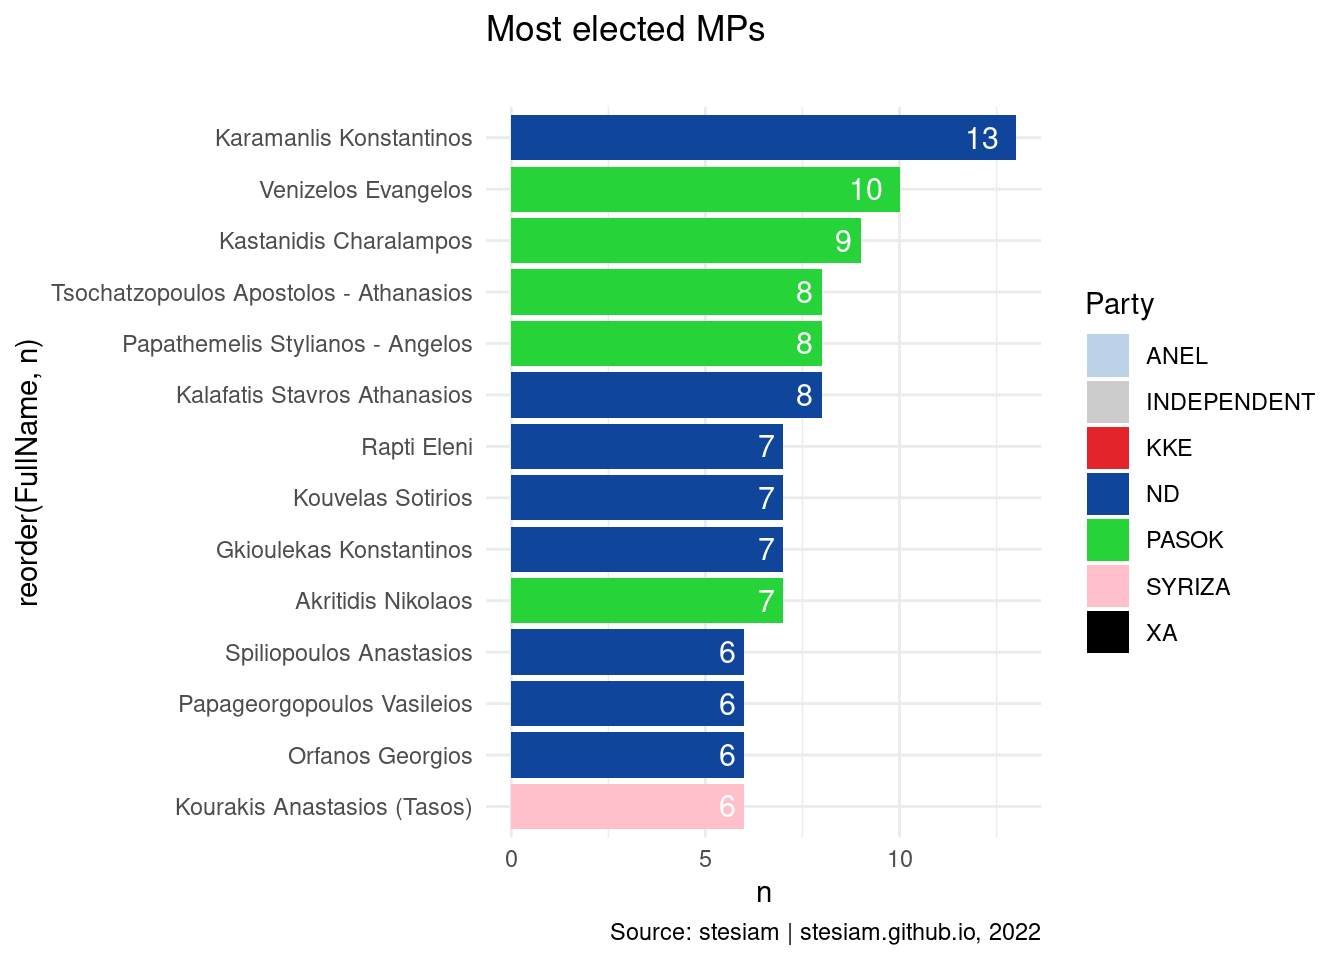 Most elected MPs
reorder(FullName, n)
Karamanlis Konstantinos 13
Venizelos Evangelos 10
Kastanidis Charalampos 9
Tsochatzopoulos Apostolos - Athanasios 8
Papathemelis Stylianos - Angelos 8
Kalafatis Stavros Athanasios 8
Rapti Eleni 7
Kouvelas Sotirios 7
Gkioulekas Konstantinos 7
Akritidis Nikolaos 7
Spiliopoulos Anastasios 6
Papageorgopoulos Vasileios 6
Orfanos Georgios 6
Kourakis Anastasios (Tasos) 6
0 5 10
n
Party
ANEL
INDEPENDENT
KKE
ND
PASOK
SYRIZA
XA
Source: stesiam | stesiam.github.io, 2022